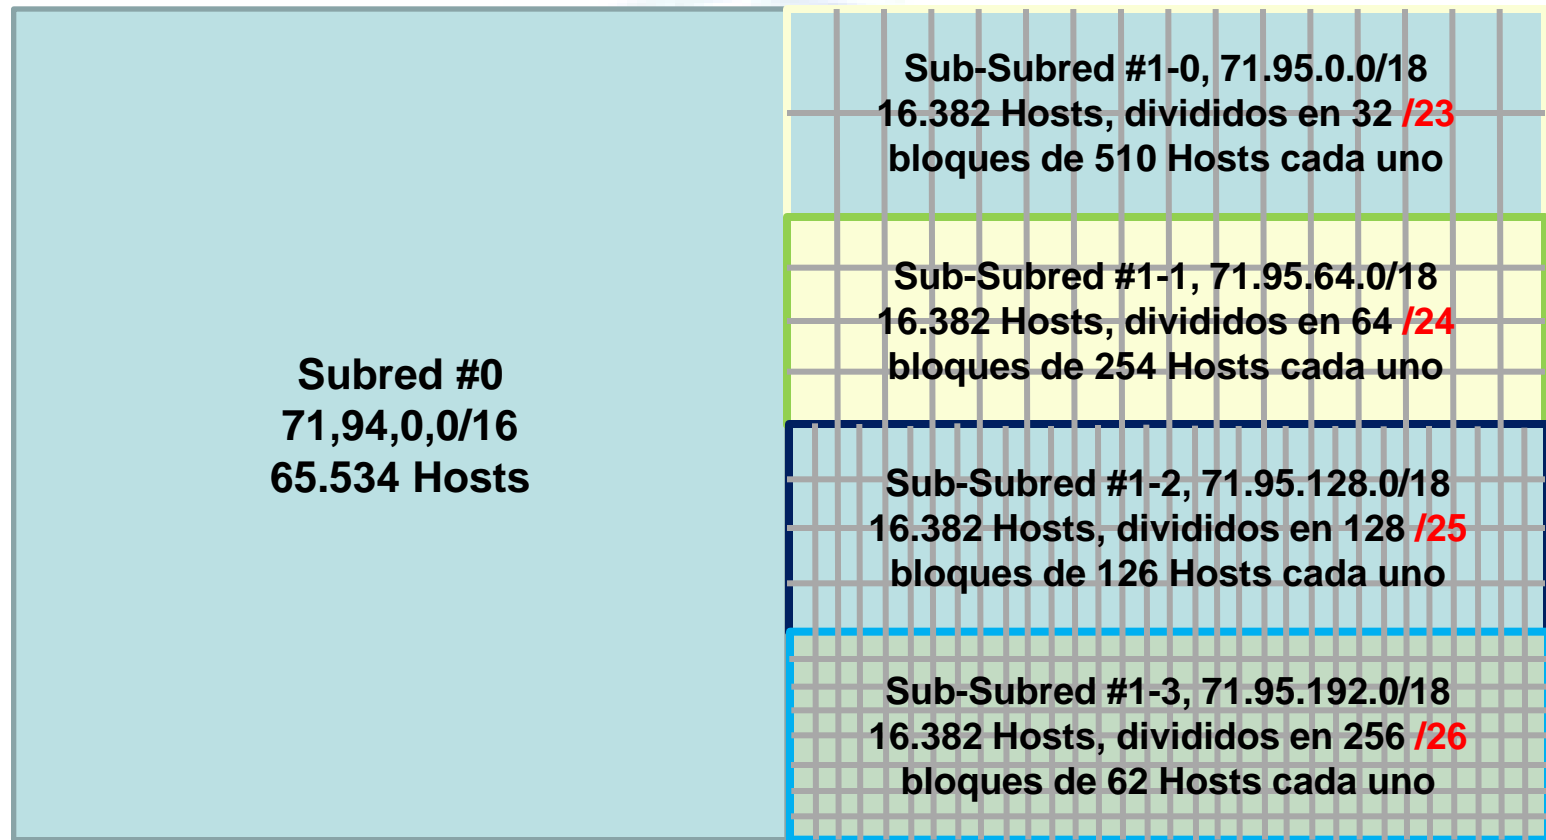 Subred #0
71,94,0,0/16
65.534 Hosts
Sub-Subred #1-0, 71.95.0.0/18
16.382 Hosts, divididos en 32 /23
bloques de 510 Hosts cada uno
Sub-Subred #1-1, 71.95.64.0/18
16.382 Hosts, divididos en 64 /24
bloques de 254 Hosts cada uno
Sub-Subred #1-2, 71.95.128.0/18
16.382 Hosts, divididos en 128 /25
bloques de 126 Hosts cada uno
Sub-Subred #1-3, 71.95.192.0/18
16.382 Hosts, divididos en 256 /26
bloques de 62 Hosts cada uno